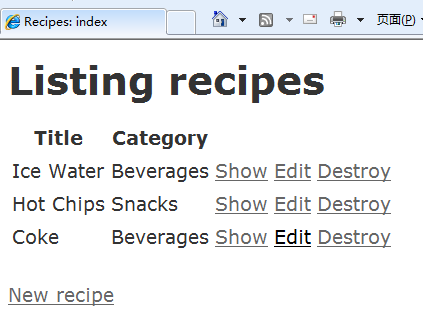 Recipes: index
页面(P)
Listing recipes
Title Category
Ice Water Beverages Show Edit Destroy
Hot Chips Snacks Show Edit Destroy
Coke Beverages Show Edit Destroy
New recipe